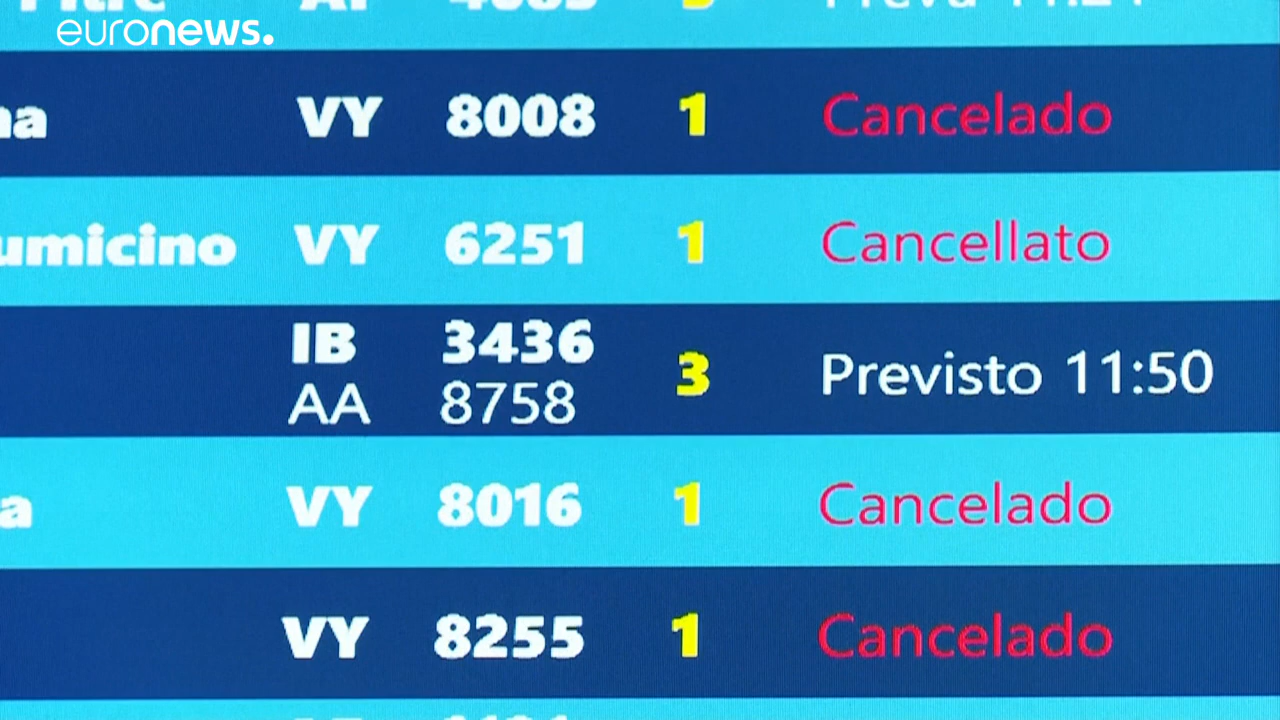 euronews.
VY 8008 1 Cancelado
umicino VY 6251 1 Cancellato
IB 3436 3 Previsto 11:50
AA 8758
VY 8016 1 Cancelado
VY 8255 1 Cancelado